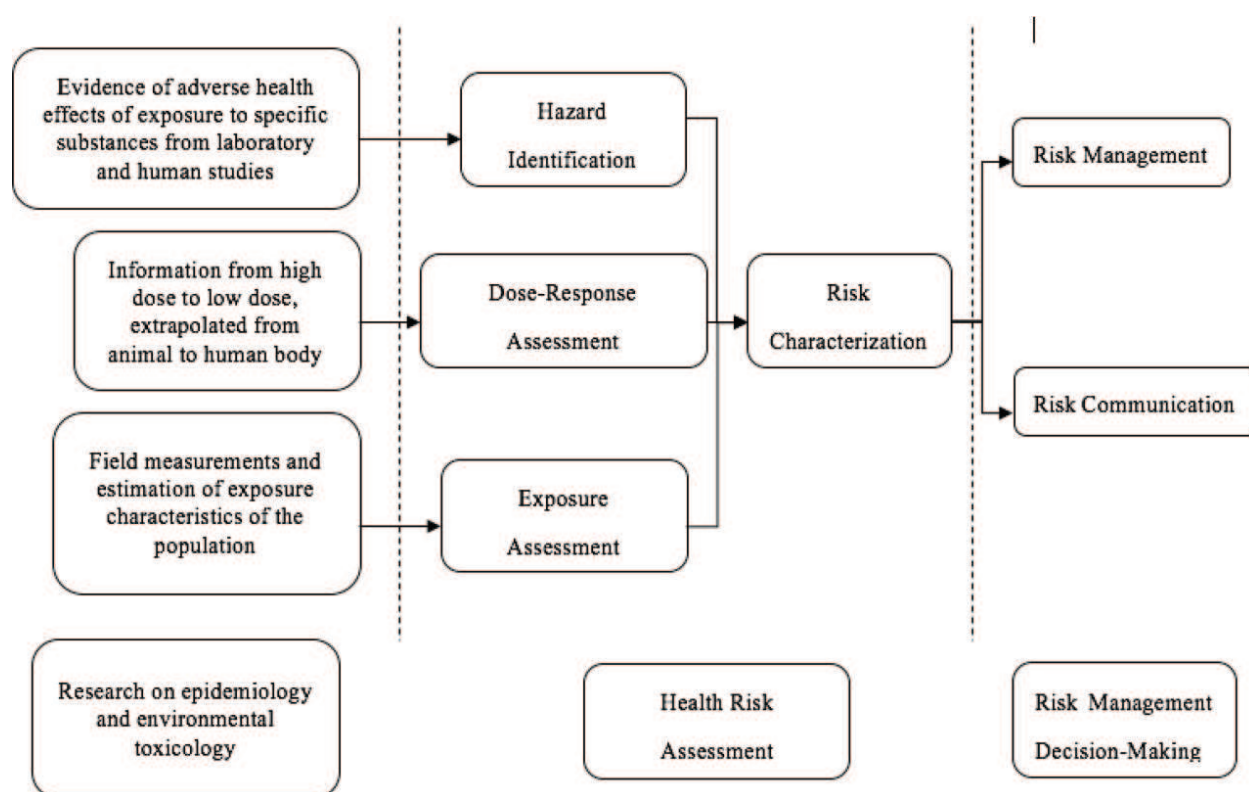 Evidence of adverse health
effects of exposure to specific
substances from laboratory
and human studies
Hazard
Identification
Risk Management
Information from high
dose to low dose,
extrapolated from
animal to human body
Dose-Response
Assessment
Risk
Characterization
Risk Communication
Field measurements and
estimation of exposure
characteristics of the
population
Exposure
Assessment
Research on epidemiology
and environmental
toxicology
Health Risk
Assessment
Risk Management
Decision-Making